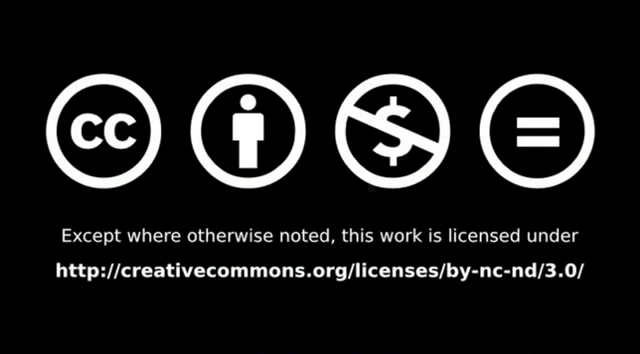 cc
$
=
Except where otherwise noted, this work is licensed under
http://creativecommons.org/licenses/by-nc-nd/3.0/